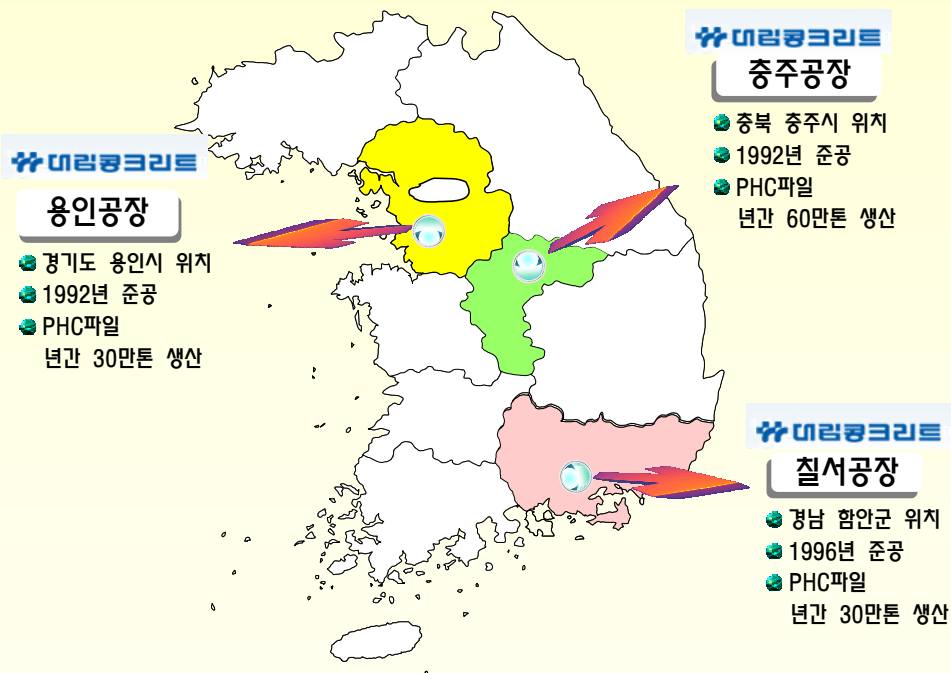 대림콩크리트
충주공장
충북 충주시 위치
1992년 준공
PHC파일
년간 60만톤 생산
대림콩크리트
용인공장
경기도 용인시 위치
1992년 준공
PHC파일
년간 30만톤 생산
대림콩크리트
칠서공장
경남 함안군 위치
1996년 준공
PHC파일
년간 30만톤 생산